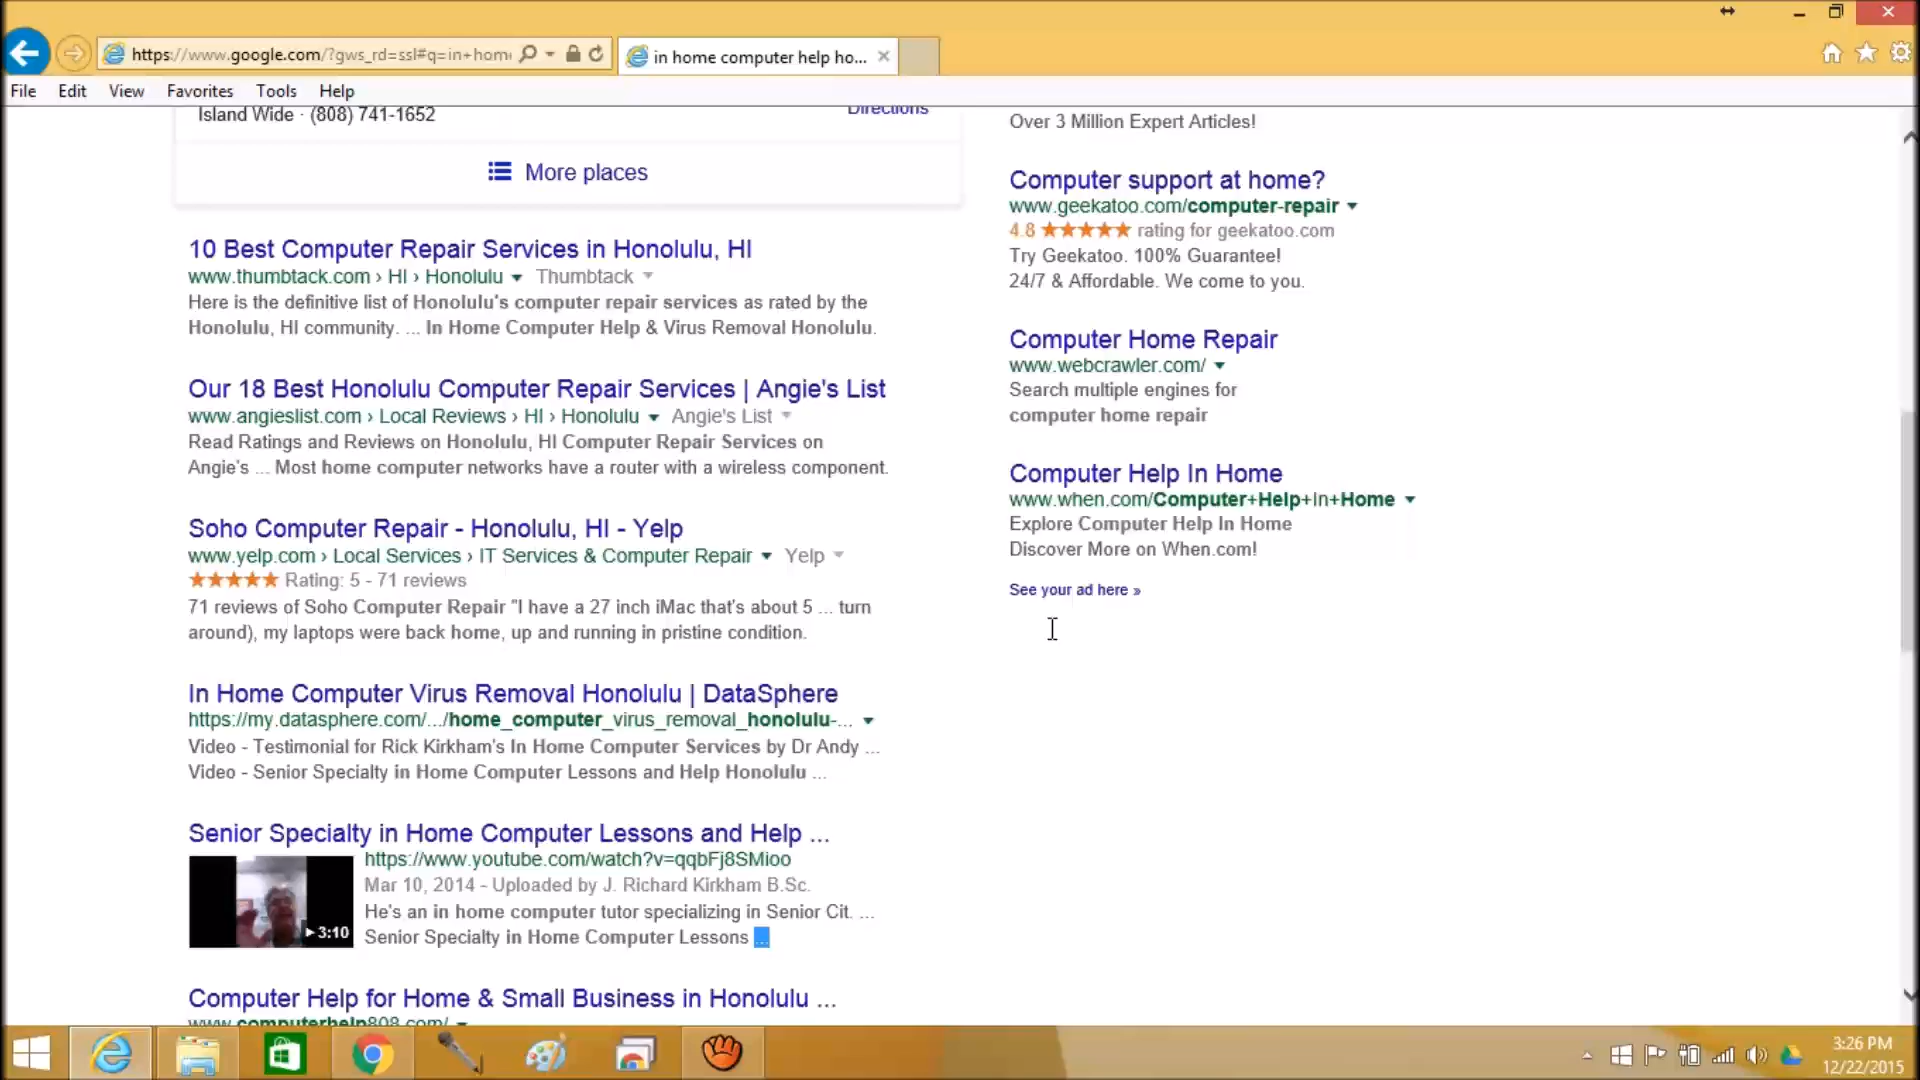 https://www.google.com/?gws_rd=ssl#q=in+hom
in home computer help ho...
File Edit View Favorites Tools Help
Island Wide · (808) 741-1652
Directions
More places
10 Best Computer Repair Services in Honolulu, HI
www.thumbtack.com › HI › Honolulu Thumbtack
Here is the definitive list of Honolulu's computer repair services as rated by the
Honolulu, HI community. ... In Home Computer Help & Virus Removal Honolulu.
Our 18 Best Honolulu Computer Repair Services | Angie's List
www.angieslist.com › Local Reviews › HI › Honolulu Angie's List
Read Ratings and Reviews on Honolulu, HI Computer Repair Services on
Angie's ... Most home computer networks have a router with a wireless component.
Soho Computer Repair - Honolulu, HI - Yelp
www.yelp.com › Local Services › IT Services & Computer Repair Yelp
Rating: 5 - 71 reviews
71 reviews of Soho Computer Repair "I have a 27 inch iMac that's about 5 ... turn
around), my laptops were back home, up and running in pristine condition.
In Home Computer Virus Removal Honolulu | DataSphere
https://my.datasphere.com/.../home_computer_virus_removal_honolulu-...
Video - Testimonial for Rick Kirkham's In Home Computer Services by Dr Andy ...
Video - Senior Specialty in Home Computer Lessons and Help Honolulu ...
Senior Specialty in Home Computer Lessons and Help ...
https://www.youtube.com/watch?v=qqbFj8SMioo
Mar 10, 2014 - Uploaded by J. Richard Kirkham B.Sc.
He's an in home computer tutor specializing in Senior Cit. ...
Senior Specialty in Home Computer Lessons ...
3:10
Computer Help for Home & Small Business in Honolulu ...
www.computerhelp808.com/
Over 3 Million Expert Articles!
Computer support at home?
www.geekatoo.com/computer-repair
4.8 rating for geekatoo.com
Try Geekatoo. 100% Guarantee!
24/7 & Affordable. We come to you.
Computer Home Repair
www.webcrawler.com/
Search multiple engines for
computer home repair
Computer Help In Home
www.when.com/Computer+Help+In+Home
Explore Computer Help In Home
Discover More on When.com!
See your ad here »
3:26 PM
12/22/2015